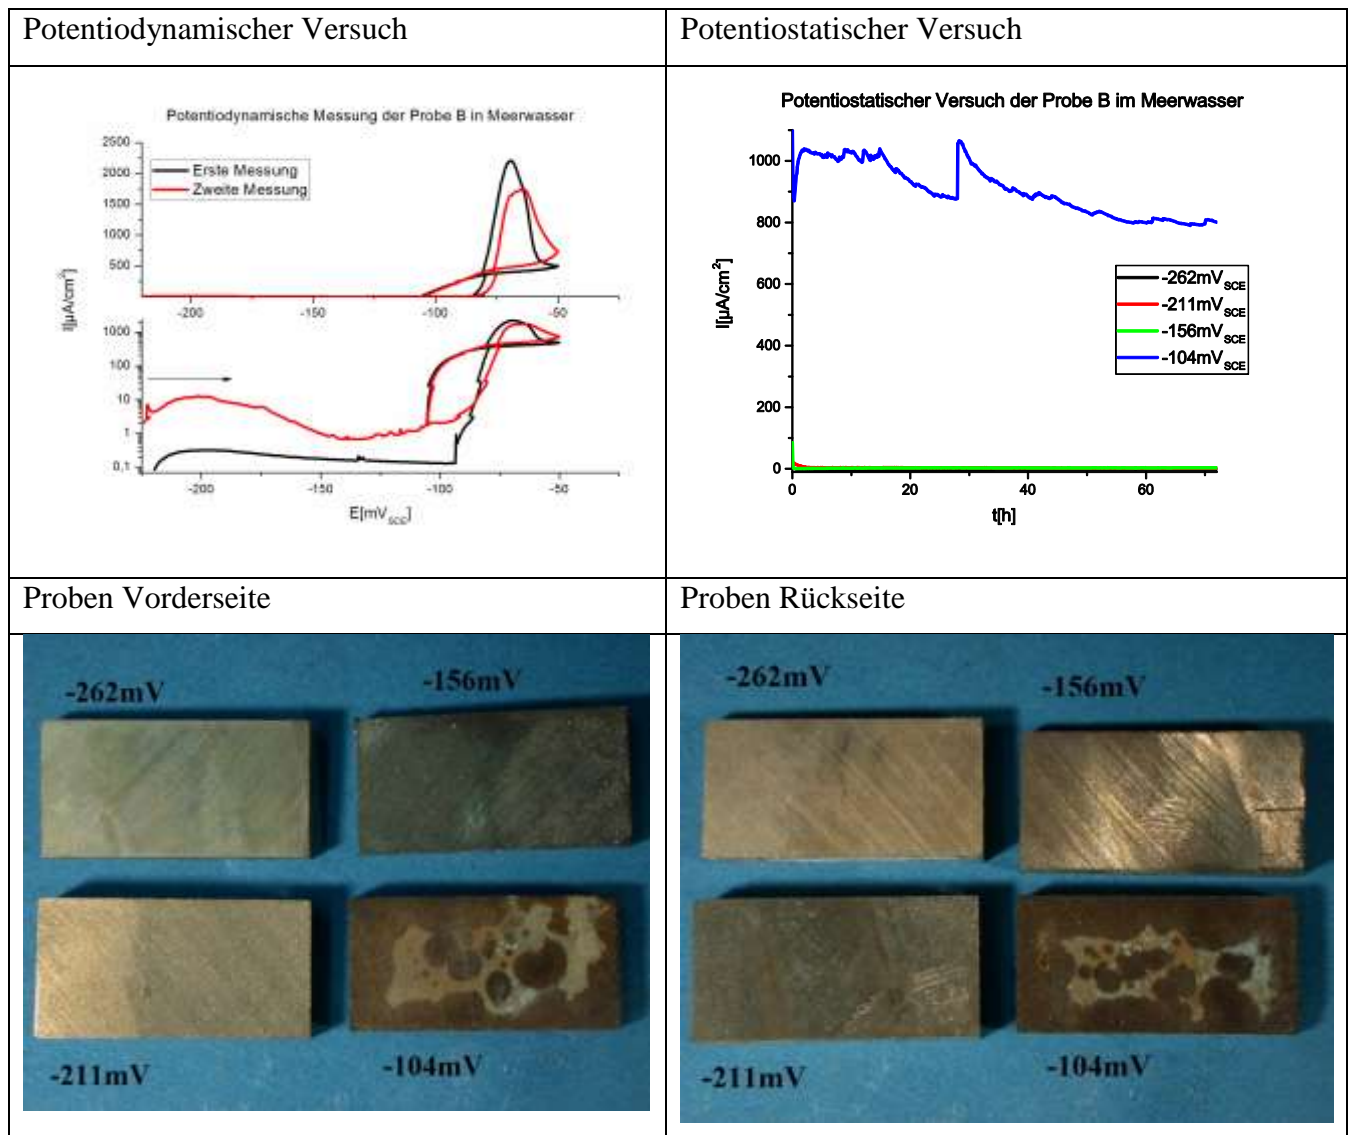 Potentiodynamischer Versuch
Potentiostatischer Versuch
Potentiodynamische Messung der Probe B in Meerwasser
2500
2000
1500
1000
500
Erste Messung
Zweite Messung
-200
-150
-100
-50
1000
100
10
1
0,1
-200
-150
-100
-50
I[µA/cm²]
E[mV_SCE]
Potentiostatischer Versuch der Probe B im Meerwasser
1000
800
600
400
200
0
0
20
40
60
I[µA/cm²]
t[h]
-262mV_SCE
-211mV_SCE
-156mV_SCE
-104mV_SCE
Proben Vorderseite
Proben Rückseite
-262mV
-156mV
-211mV
-104mV
-262mV
-156mV
-211mV
-104mV